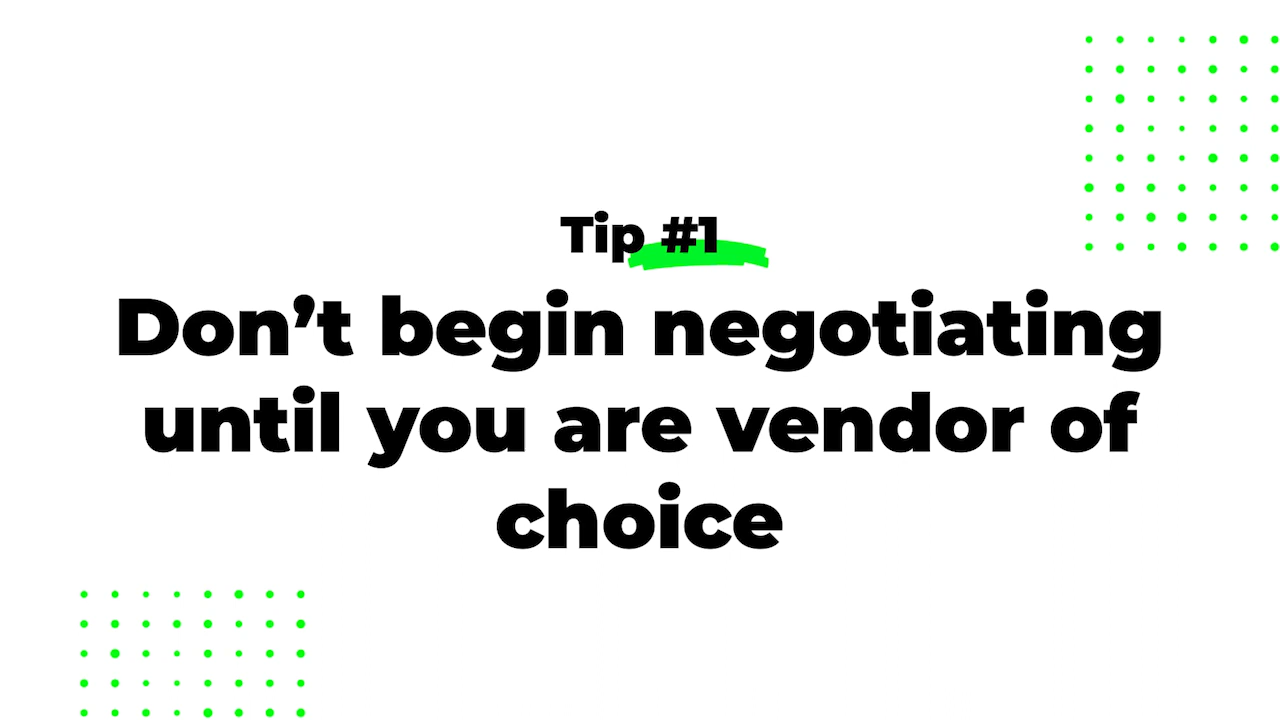 Tip #1
Don’t begin negotiating
until you are vendor of
choice